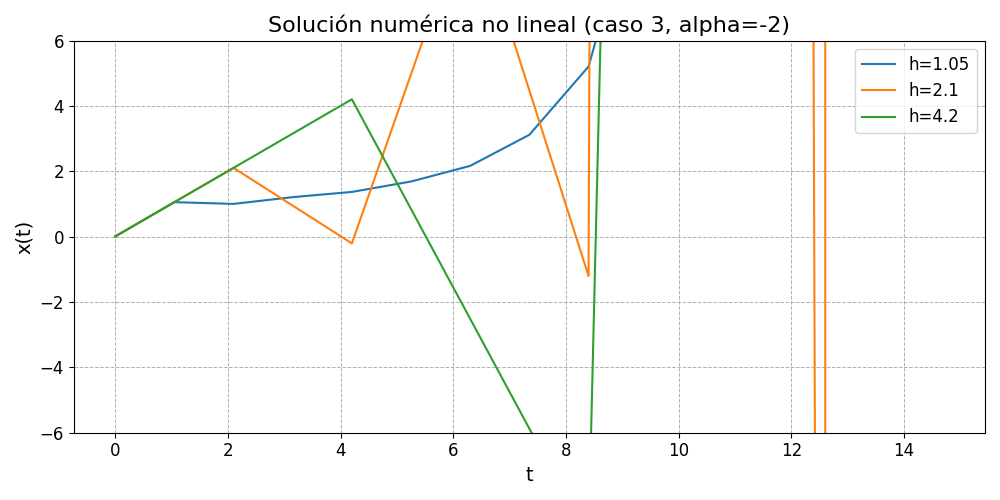 Solución numérica no lineal (caso 3, alpha=-2)
h=1.05
h=2.1
h=4.2
x(t)
6
4
2
0
−2
−4
−6
0 2 4 6 8 10 12 14
t